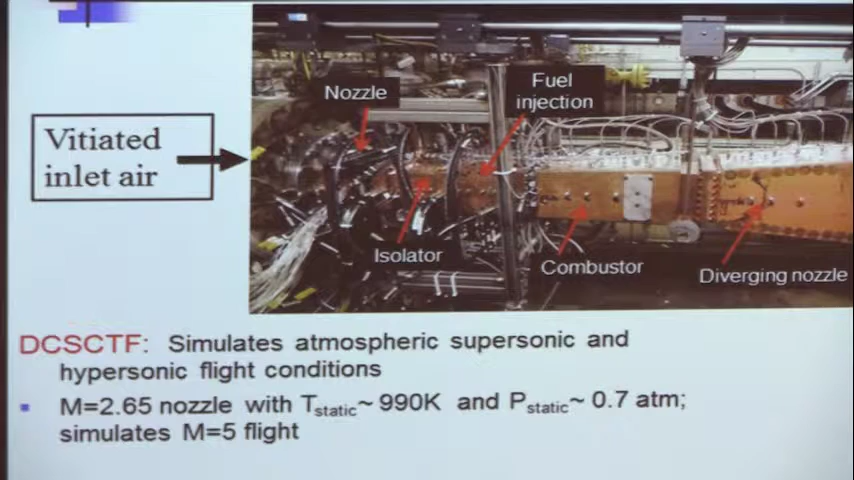 Nozzle
Fuel
injection
Vitiated
inlet air
Isolator
Combustor
Diverging nozzle
DCSCTF: Simulates atmospheric supersonic and
hypersonic flight conditions
M=2.65 nozzle with Tstatic~ 990K and Pstatic~ 0.7 atm;
simulates M=5 flight